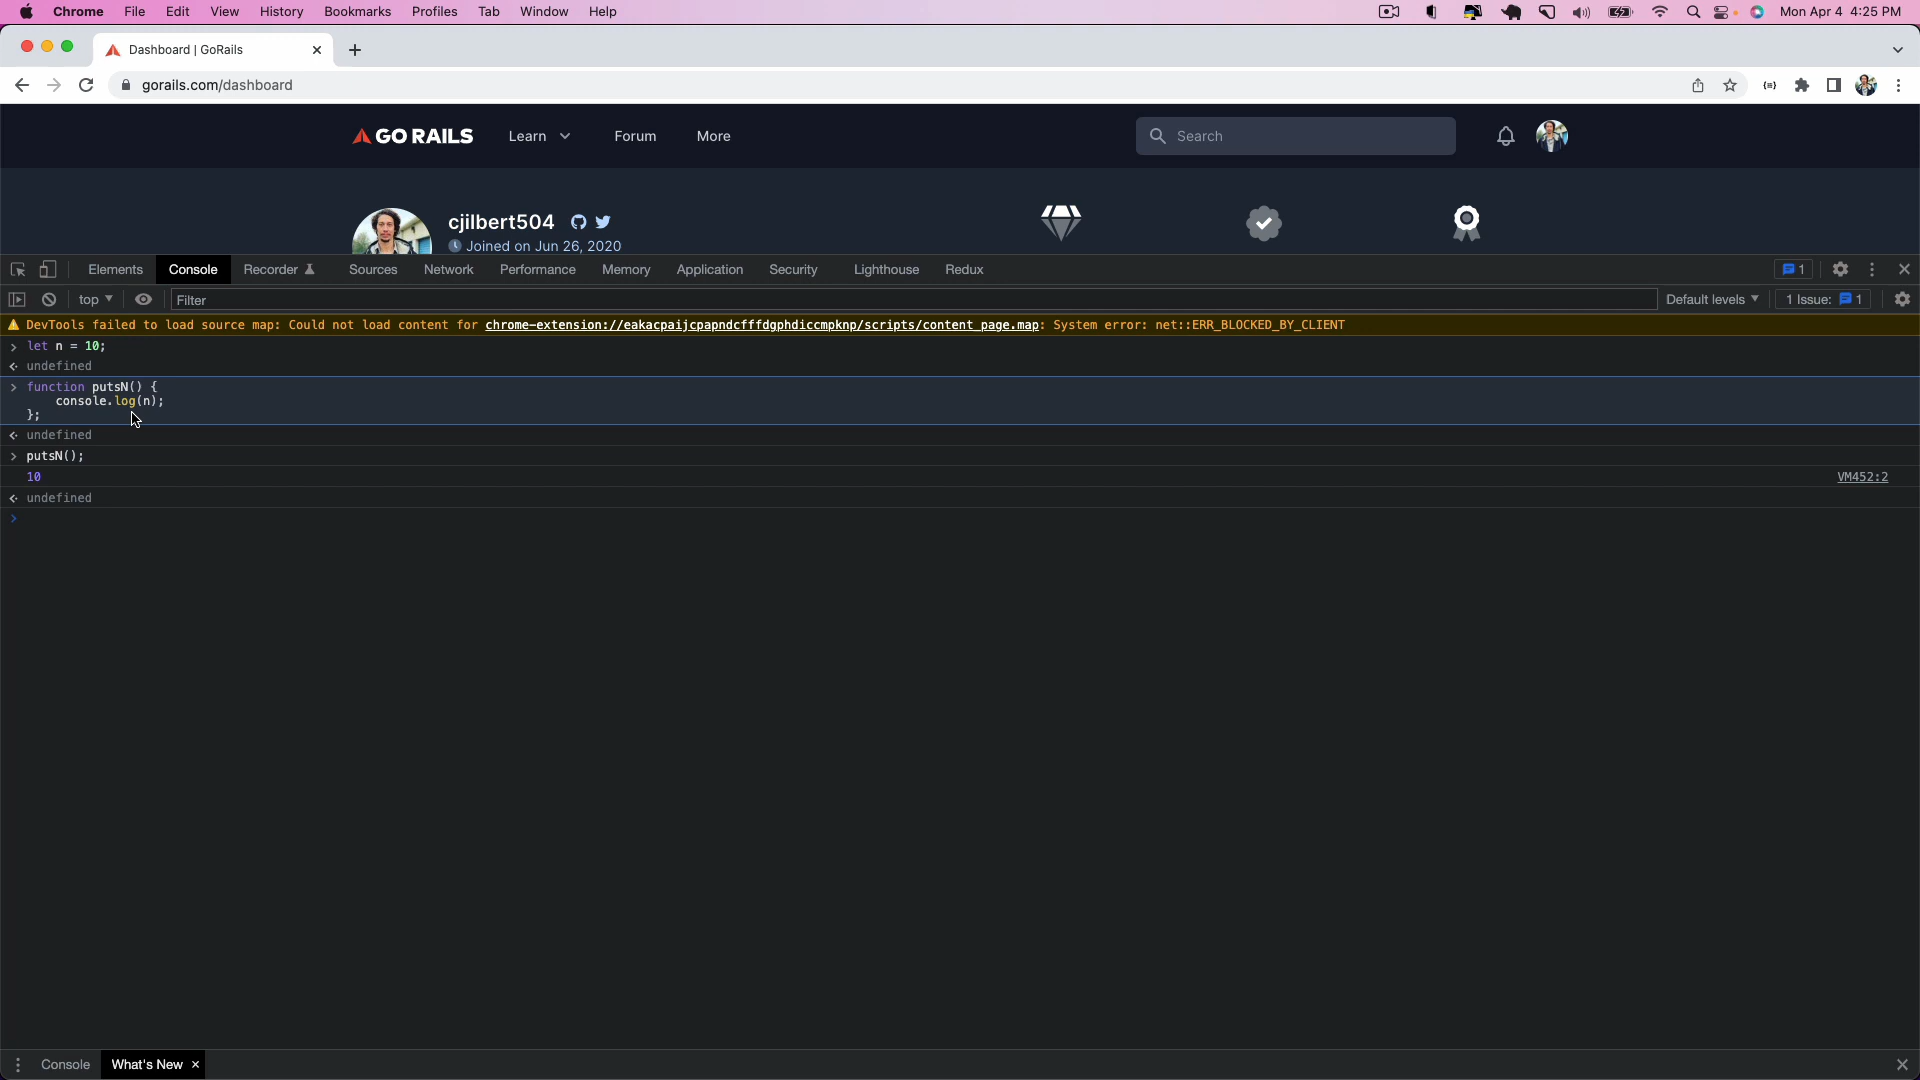 Chrome File Edit View History Bookmarks Profiles Tab Window Help Mon Apr 4 4:25 PM
Dashboard | GoRails
gorails.com/dashboard
GO RAILS Learn Forum More Search
cjilbert504
Joined on Jun 26, 2020
Elements Console Recorder Sources Network Performance Memory Application Security Lighthouse Redux 1
top Filter Default levels 1 Issue: 1
DevTools failed to load source map: Could not load content for chrome-extension://eakacpaijcpapndcfffdgphdiccmpknp/scripts/content_page.map: System error: net::ERR_BLOCKED_BY_CLIENT
> let n = 10;
undefined
> function putsN() {
console.log(n);
};
undefined
> putsN();
10 VM452:2
undefined
>
Console What's New